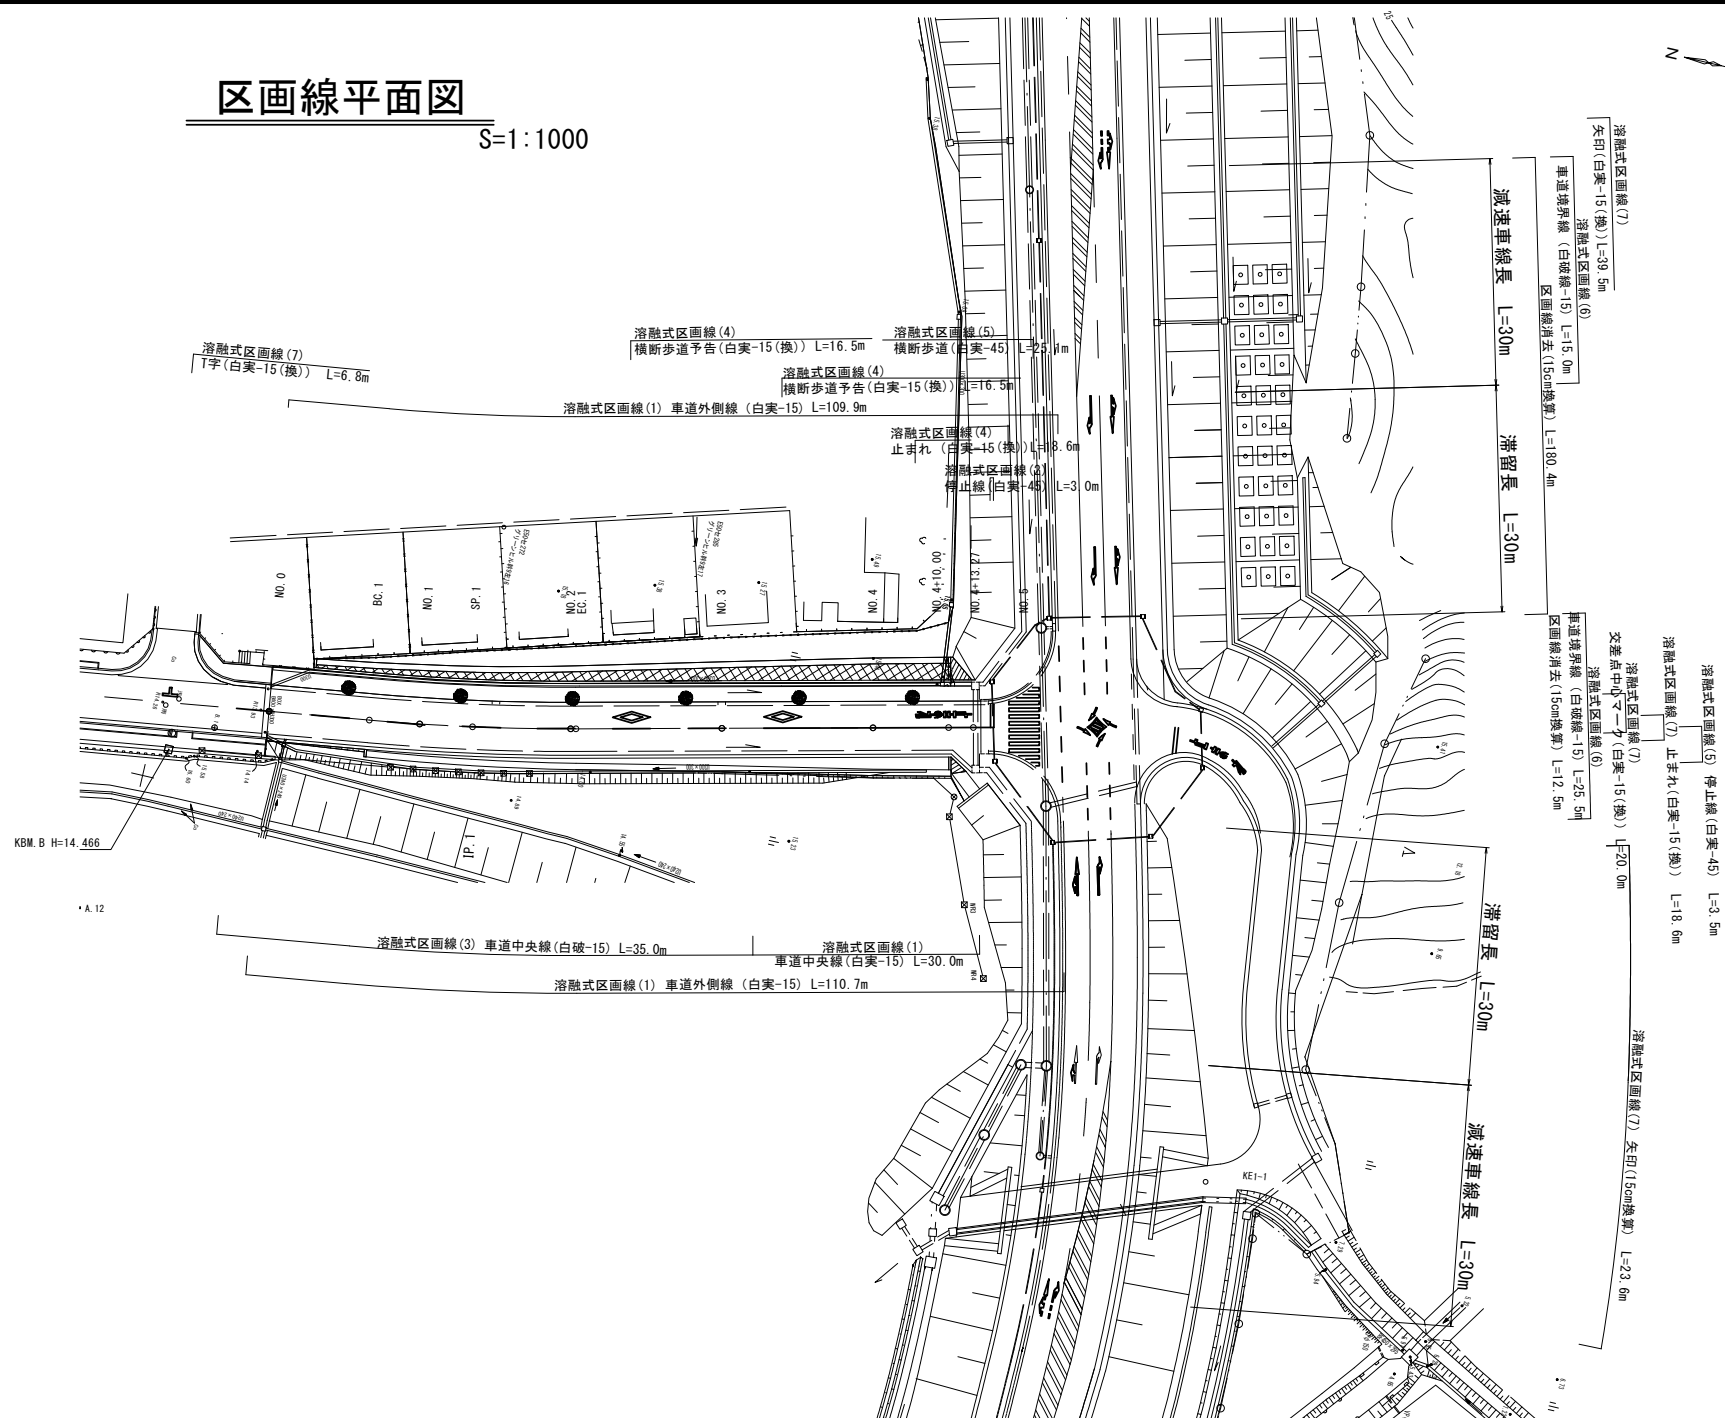 区画線平面図
S=1:1000
N
溶融式区画線(7)
T字(白実-15(換)) L=6.8m
溶融式区画線(4)
横断歩道予告(白実-15(換)) L=16.5m
溶融式区画線(5)
横断歩道(白実-45) L=25.1m
溶融式区画線(4)
横断歩道予告(白実-15(換)) L=16.5m
溶融式区画線(1) 車道外側線 (白実-15) L=109.9m
溶融式区画線(4)
止まれ (白実-15(換)) L=18.6m
溶融式区画線(2)
停止線(白実-45) L=3.0m
NO.0
BC.1
NO.1
SP.1
NO.2
EC.1
NO.3
NO.4
NO.4+10.00
NO.4+13.27
NO.5
IP.1
KBM.B H=14.466
A.12
溶融式区画線(3) 車道中央線(白破-15) L=35.0m
溶融式区画線(1)
車道中央線(白実-15) L=30.0m
溶融式区画線(1) 車道外側線 (白実-15) L=110.7m
溶融式区画線(7)
矢印(白実-15(換)) L=39.5m
溶融式区画線(6)
車道境界線 (白破線-15) L=15.0m
区画線消去(15cm換算) L=180.4m
減速車線長 L=30m
滞留長 L=30m
溶融式区画線(5) 停止線(白実-45) L=3.5m
溶融式区画線(7) 止まれ(白実-15(換)) L=18.6m
溶融式区画線(7)
交差点中心マーク(白実-15(換)) L=20.0m
溶融式区画線(6)
車道境界線 (白破線-15) L=25.5m
区画線消去(15cm換算) L=12.5m
滞留長 L=30m
減速車線長 L=30m
溶融式区画線(7) 矢印(15cm換算) L=23.6m
KE1-1
NR3
NR4